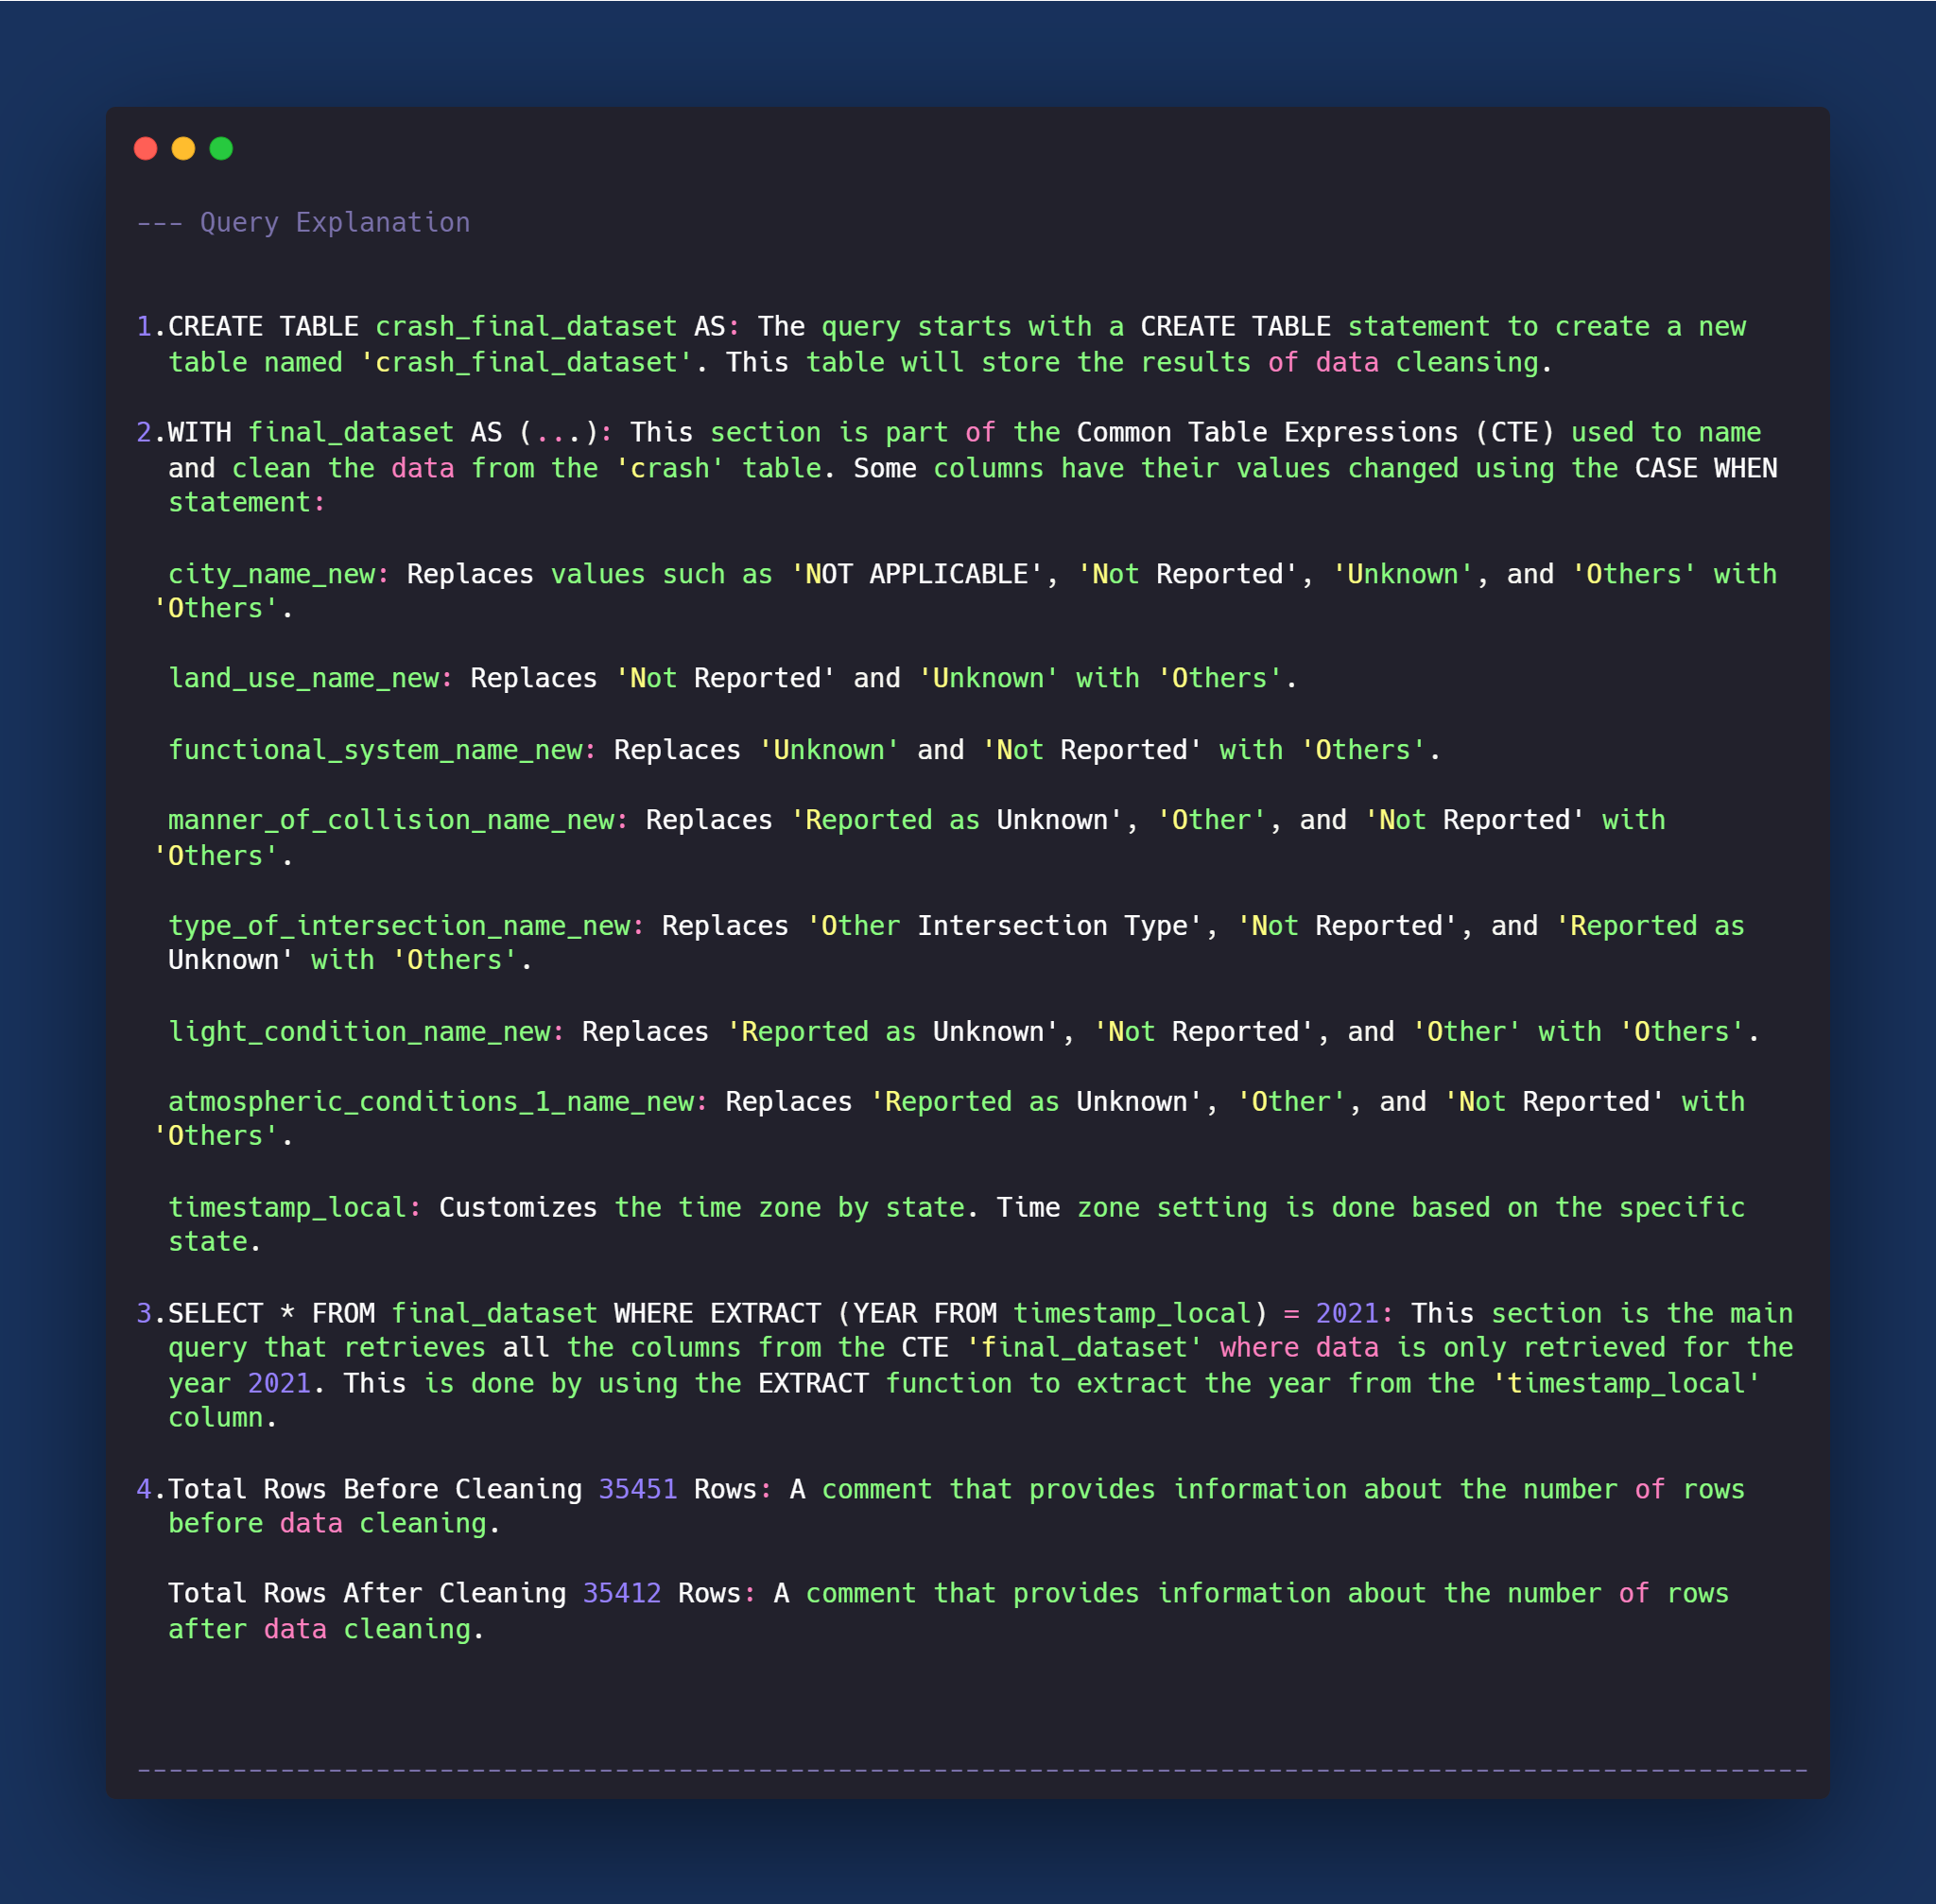 --- Query Explanation
1.CREATE TABLE crash_final_dataset AS: The query starts with a CREATE TABLE statement to create a new
table named 'crash_final_dataset'. This table will store the results of data cleansing.
2.WITH final_dataset AS (...): This section is part of the Common Table Expressions (CTE) used to name
and clean the data from the 'crash' table. Some columns have their values changed using the CASE WHEN
statement:
city_name_new: Replaces values such as 'NOT APPLICABLE', 'Not Reported', 'Unknown', and 'Others' with
'Others'.
land_use_name_new: Replaces 'Not Reported' and 'Unknown' with 'Others'.
functional_system_name_new: Replaces 'Unknown' and 'Not Reported' with 'Others'.
manner_of_collision_name_new: Replaces 'Reported as Unknown', 'Other', and 'Not Reported' with
'Others'.
type_of_intersection_name_new: Replaces 'Other Intersection Type', 'Not Reported', and 'Reported as
Unknown' with 'Others'.
light_condition_name_new: Replaces 'Reported as Unknown', 'Not Reported', and 'Other' with 'Others'.
atmospheric_conditions_1_name_new: Replaces 'Reported as Unknown', 'Other', and 'Not Reported' with
'Others'.
timestamp_local: Customizes the time zone by state. Time zone setting is done based on the specific
state.
3.SELECT * FROM final_dataset WHERE EXTRACT (YEAR FROM timestamp_local) = 2021: This section is the main
query that retrieves all the columns from the CTE 'final_dataset' where data is only retrieved for the
year 2021. This is done by using the EXTRACT function to extract the year from the 'timestamp_local'
column.
4.Total Rows Before Cleaning 35451 Rows: A comment that provides information about the number of rows
before data cleaning.
Total Rows After Cleaning 35412 Rows: A comment that provides information about the number of rows
after data cleaning.
---------------------------------------------------------------------------------------------------------